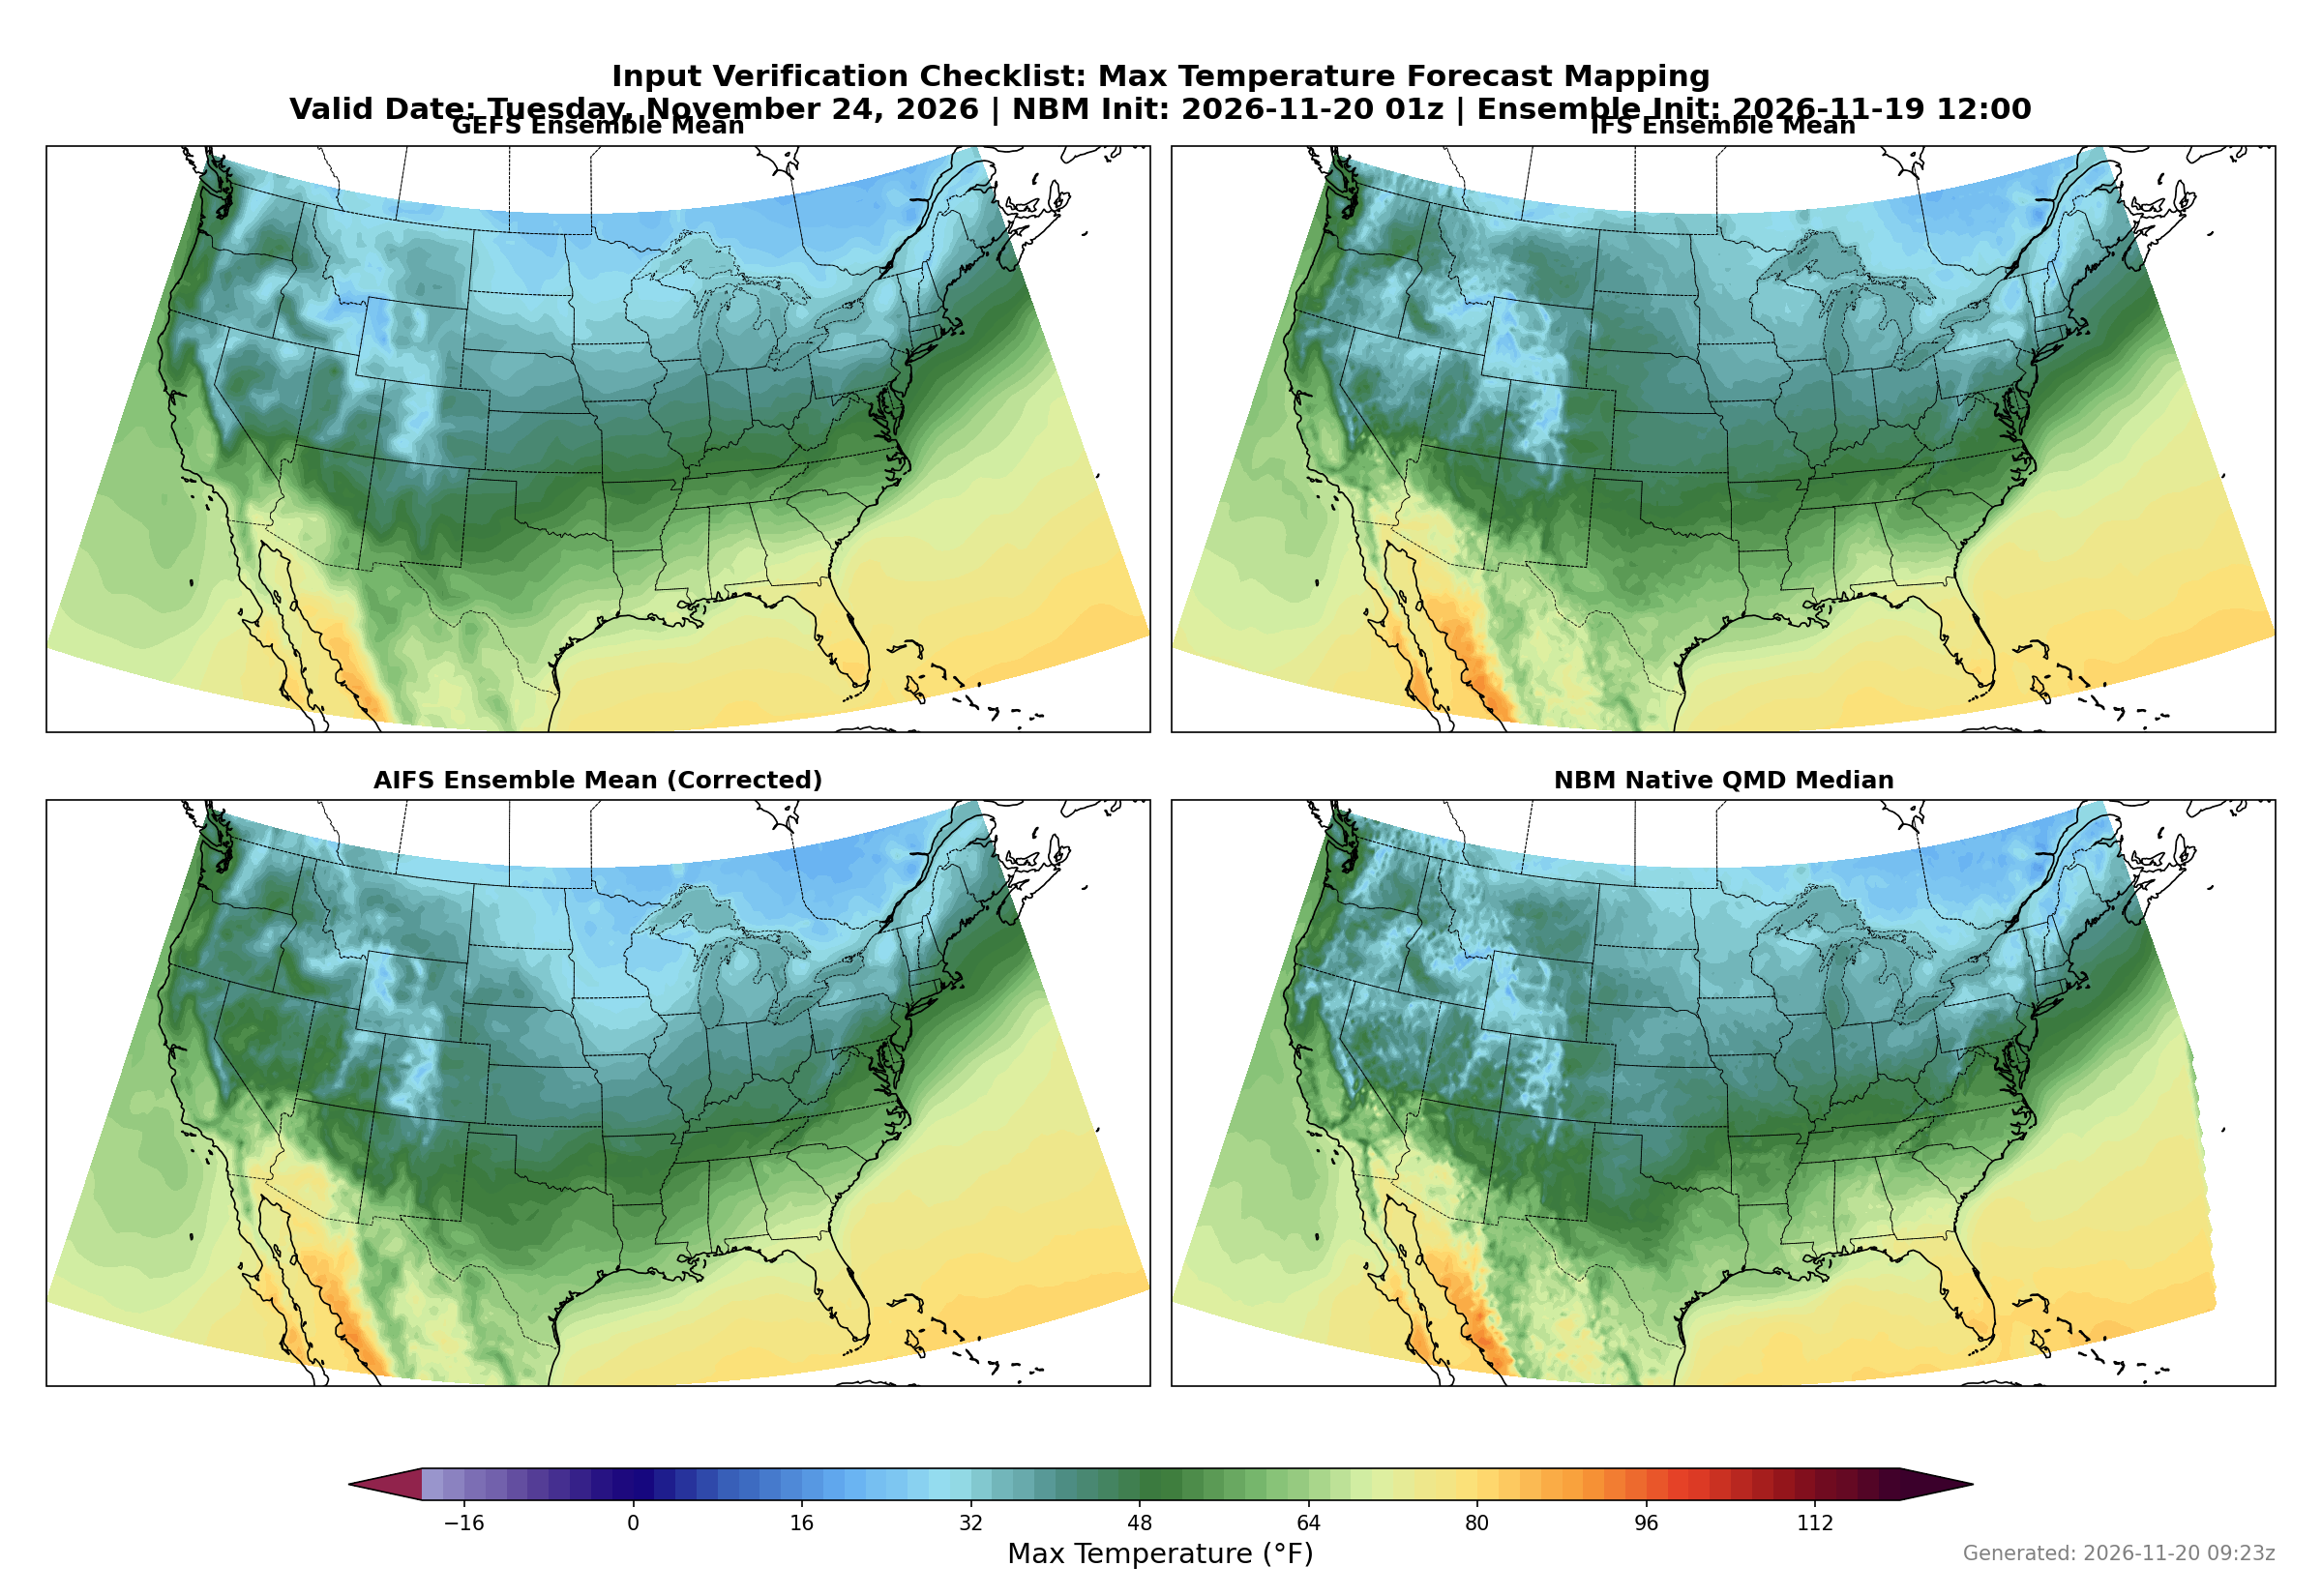 Input Verification Checklist: Max Temperature Forecast Mapping
Valid Date: Tuesday, November 24, 2026 | NBM Init: 2026-11-20 01z | Ensemble Init: 2026-11-19 12:00
GEFS Ensemble Mean
IFS Ensemble Mean
AIFS Ensemble Mean (Corrected)
NBM Native QMD Median
−16 0 16 32 48 64 80 96 112
Max Temperature (°F)
Generated: 2026-11-20 09:23z